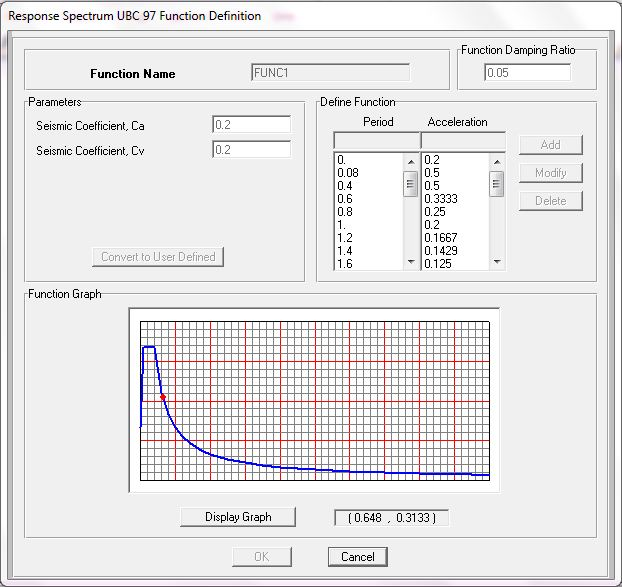 Response Spectrum UBC 97 Function Definition
Function Damping Ratio
Function Name
FUNC1
0.05
Parameters
Define Function
Seismic Coefficient, Ca
0.2
Seismic Coefficient, Cv
0.2
Period Acceleration
0. 0.2
0.08 0.5
0.4 0.5
0.6 0.3333
0.8 0.25
1. 0.2
1.2 0.1667
1.4 0.1429
1.6 0.125
Add
Modify
Delete
Convert to User Defined
Function Graph
Display Graph
( 0.648 , 0.3133 )
OK
Cancel